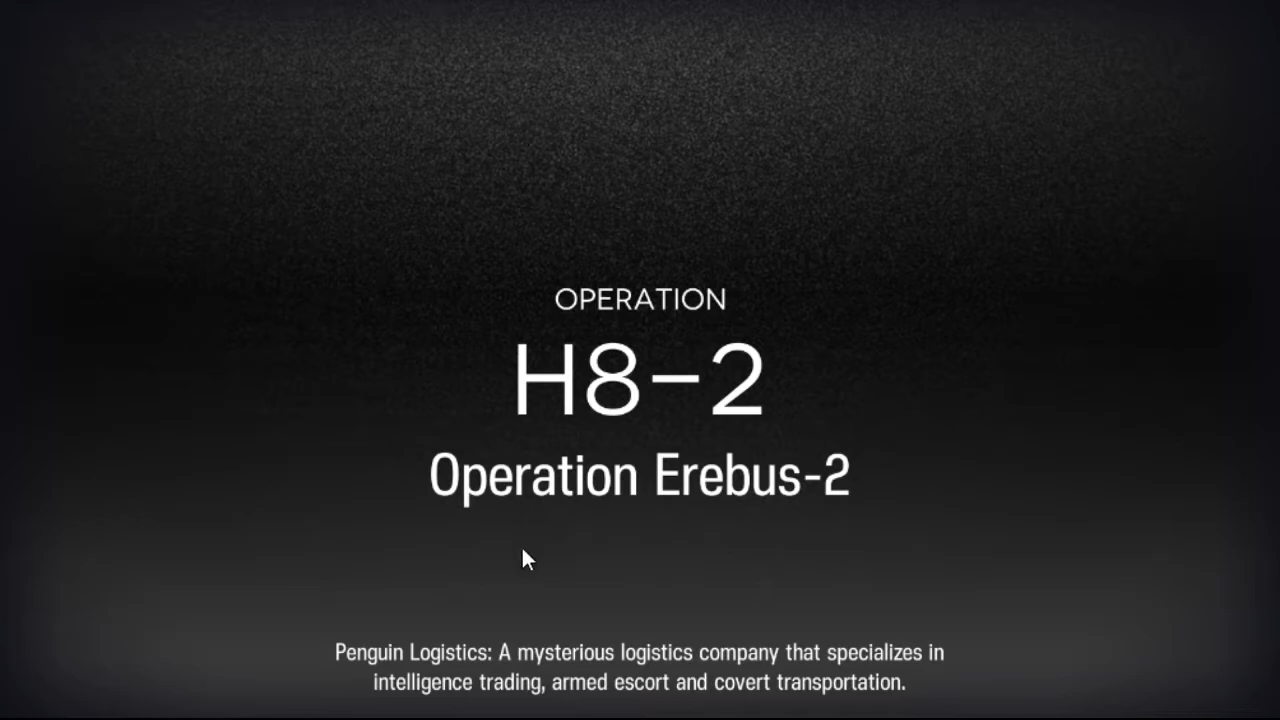 OPERATION
H8-2
Operation Erebus-2
Penguin Logistics: A mysterious logistics company that specializes in
intelligence trading, armed escort and covert transportation.